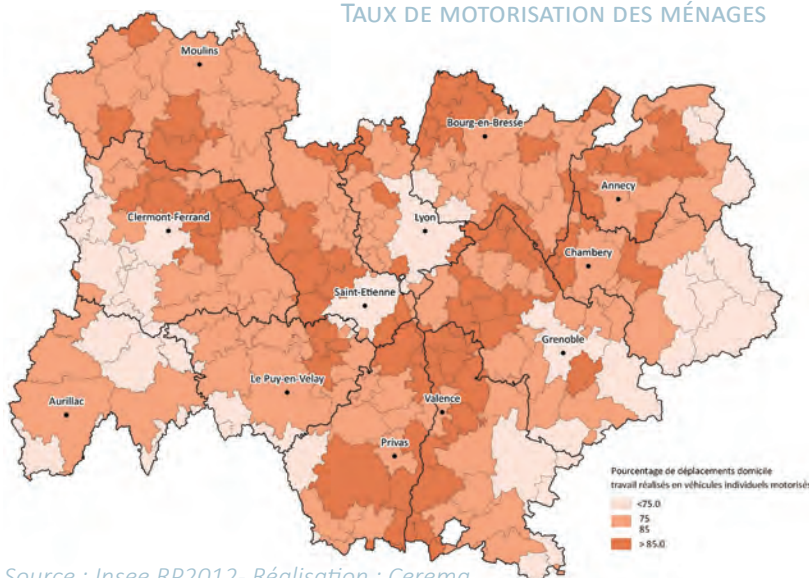 TAUX DE MOTORISATION DES MÉNAGES
Moulins
Bourg-en-Bresse
Annecy
Clermont-Ferrand
Lyon
Chambery
Saint-Etienne
Grenoble
Le Puy-en-Velay
Aurillac
Valence
Privas
Pourcentage de déplacements domicile
travail réalisés en véhicules individuels motorisés
<75.0
75
85
>85.0
Source : Insee RP2012- Réalisation : Cerema